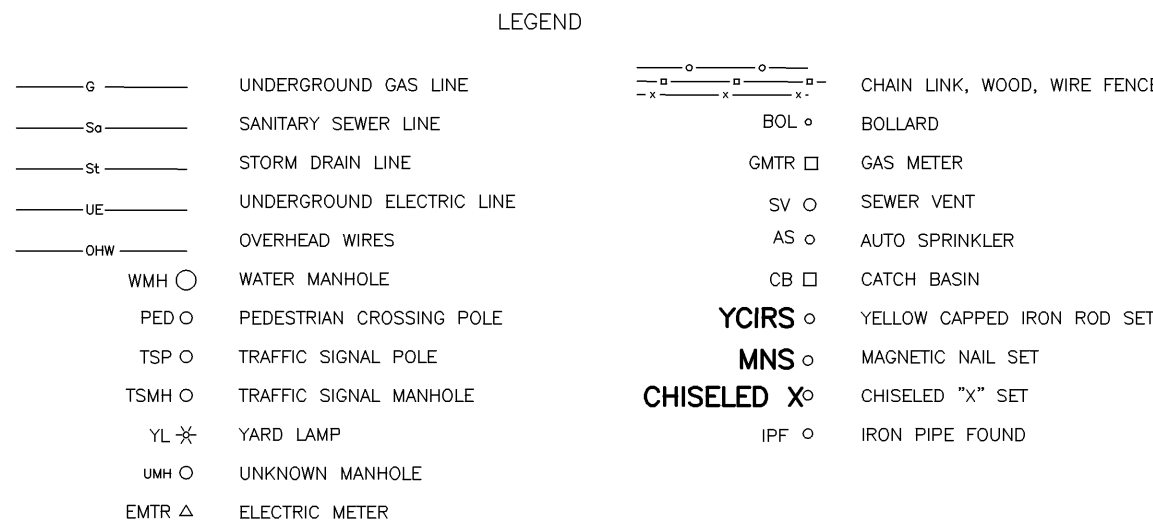 LEGEND
G UNDERGROUND GAS LINE
Sa SANITARY SEWER LINE
St STORM DRAIN LINE
UE UNDERGROUND ELECTRIC LINE
OHW OVERHEAD WIRES
WMH WATER MANHOLE
PED PEDESTRIAN CROSSING POLE
TSP TRAFFIC SIGNAL POLE
TSMH TRAFFIC SIGNAL MANHOLE
YL YARD LAMP
UMH UNKNOWN MANHOLE
EMTR ELECTRIC METER
CHAIN LINK, WOOD, WIRE FENCE
BOL BOLLARD
GMTR GAS METER
SV SEWER VENT
AS AUTO SPRINKLER
CB CATCH BASIN
YCIRS YELLOW CAPPED IRON ROD SET
MNS MAGNETIC NAIL SET
CHISELED X CHISELED "X" SET
IPF IRON PIPE FOUND